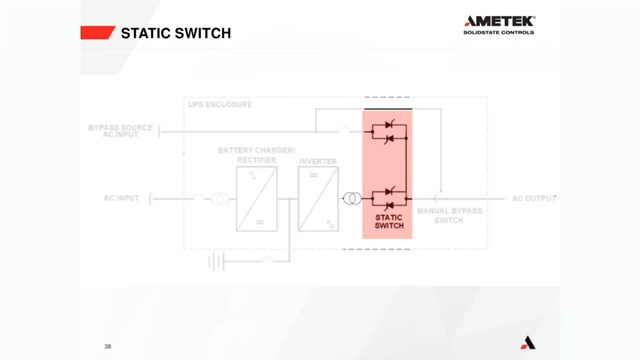 STATIC SWITCH
AMETEK
SOLIDSTATE CONTROLS
UPS ENCLOSURE
BYPASS SOURCE
AC INPUT
BATTERY CHARGER/
RECTIFIER
INVERTER
AC INPUT
STATIC
SWITCH
MANUAL BYPASS
SWITCH
AC OUTPUT
38